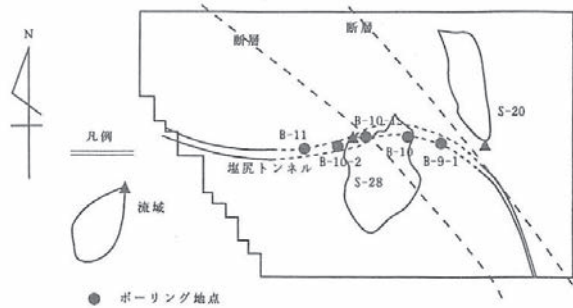 N
断層
断層
S-20
B-10-1
B-11
B-10-2
B-10
B-9-1
凡例
塩尻トンネル
S-28
流域
ボーリング地点